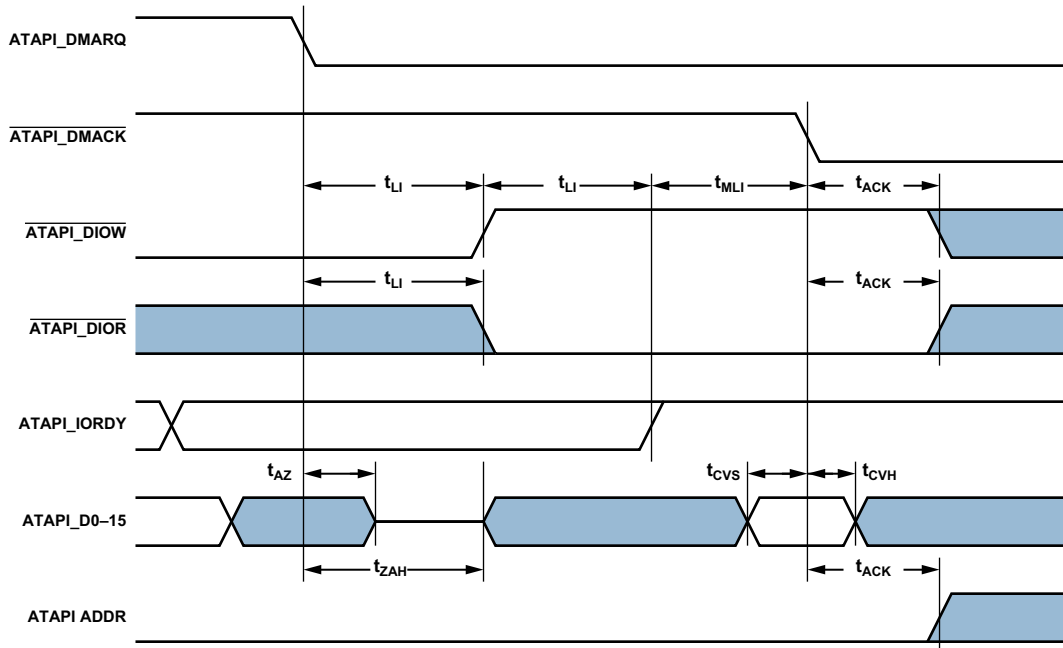 ATAPI_DMARQ
ATAPI_DMACK
tLI tLI tMLI tACK
ATAPI_DIOW
tLI tACK
ATAPI_DIOR
ATAPI_IORDY
tAZ tCVS tCVH
ATAPI_D0–15
tZAH tACK
ATAPI ADDR